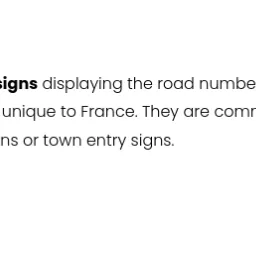 signs displaying the road numbe
unique to France. They are comm
ns or town entry signs.